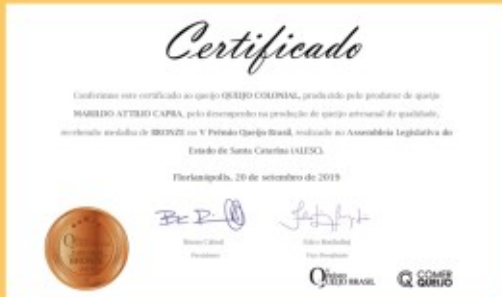 Certificado
Conferimos este certificado ao queijo QUEIJO COLONIAL, produzido pelo produtor de queijo
MARILDO ATTILIO CAPRA, pelo desempenho na produção de queijo artesanal de qualidade,
recebendo medalha de BRONZE no V Prêmio Queijo Brasil, realizado na Assembleia Legislativa do
Estado de Santa Catarina (ALESC).
Florianópolis, 20 de setembro de 2019
Bruno Cabral
Presidente
Vice Presidente
BRONZE
Prêmio
QUEIJO BRASIL
COMER
QUEIJO